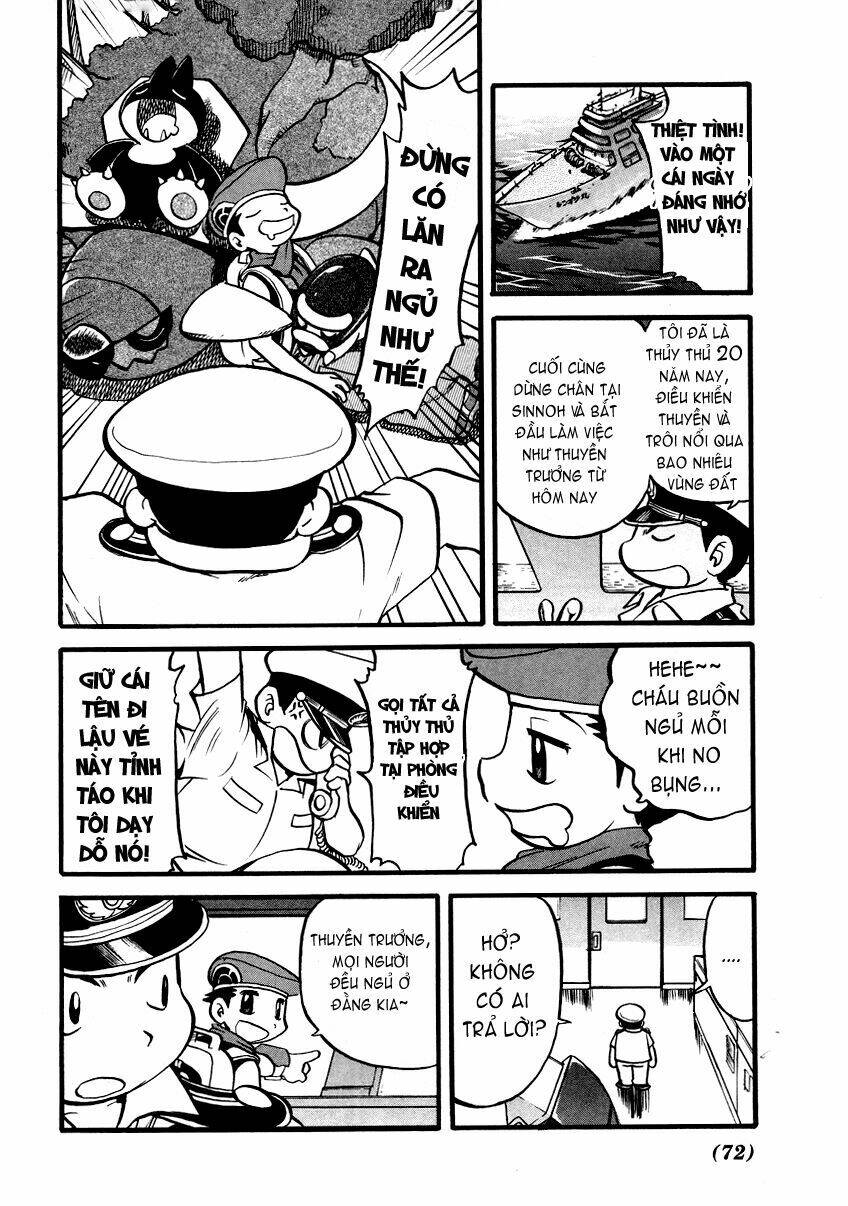 THIỆT TÌNH!
VÀO MỘT
CÁI NGÀY
ĐÁNG NHỚ
NHƯ VẬY!
TÔI ĐÃ LÀ
THỦY THỦ 20
NĂM NAY,
ĐIỀU KHIỂN
THUYỀN VÀ
TRÔI NỔI QUA
BAO NHIÊU
VÙNG ĐẤT
CUỐI CÙNG
DỪNG CHÂN TẠI
SINNOH VÀ BẮT
ĐẦU LÀM VIỆC
NHƯ THUYỀN
TRƯỞNG TỪ
HÔM NAY
ĐỪNG
CÓ
LĂN
RA
NGỦ
NHƯ
THẾ!
HEHE~~
CHÁU BUỒN
NGỦ MỖI
KHI NO
BỤNG...
GỌI TẤT CẢ
THỦY THỦ
TẬP HỢP
TẠI PHÒNG
ĐIỀU
KHIỂN
GIỮ CÁI
TÊN ĐI
LẬU VÉ
NÀY TỈNH
TÁO KHI
TÔI DẠY
DỖ NÓ!
....
HỞ?
KHÔNG
CÓ AI
TRẢ LỜI?
THUYỀN TRƯỞNG,
MỌI NGƯỜI
ĐỀU NGỦ Ở
ĐẰNG KIA~
(72)